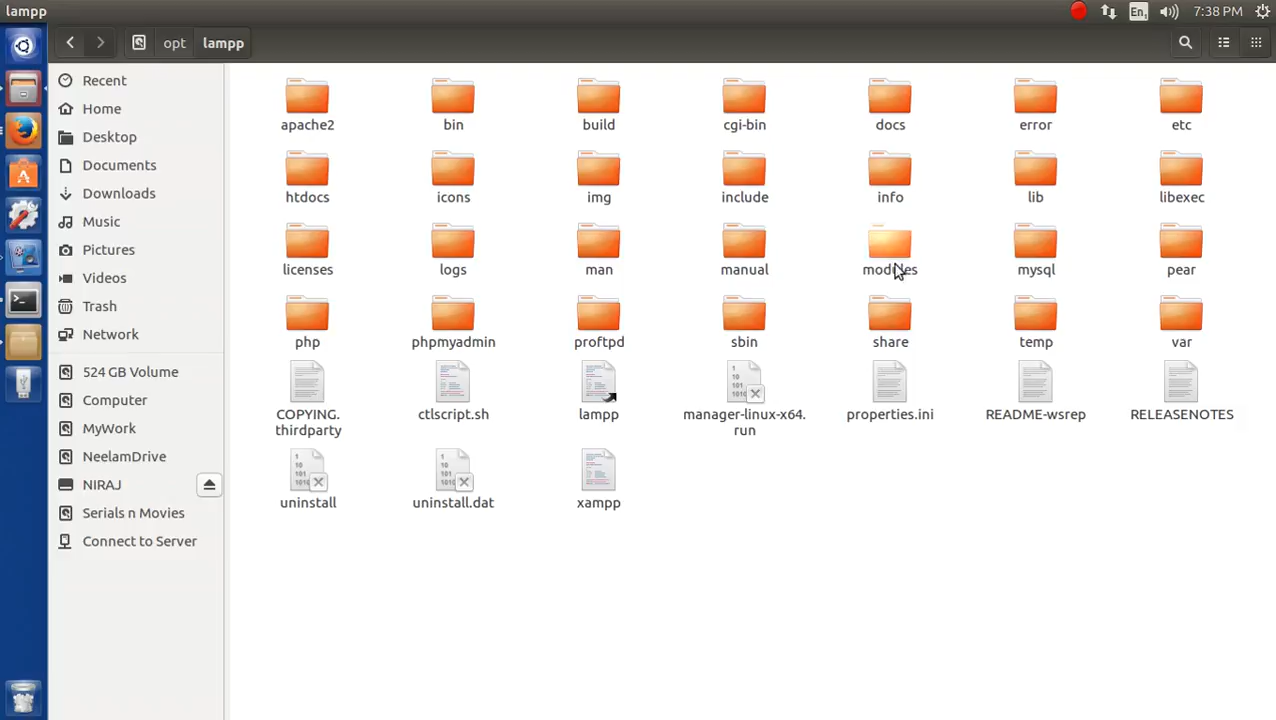 lampp
En1
7:38 PM
opt
lampp
Recent
Home
Desktop
Documents
Downloads
Music
Pictures
Videos
Trash
Network
524 GB Volume
Computer
MyWork
NeelamDrive
NIRAJ
Serials n Movies
Connect to Server
apache2
bin
build
cgi-bin
docs
error
etc
htdocs
icons
img
include
info
lib
libexec
licenses
logs
man
manual
modules
mysql
pear
php
phpmyadmin
proftpd
sbin
share
temp
var
COPYING.
thirdparty
ctlscript.sh
lampp
manager-linux-x64.
run
properties.ini
README-wsrep
RELEASENOTES
uninstall
uninstall.dat
xampp